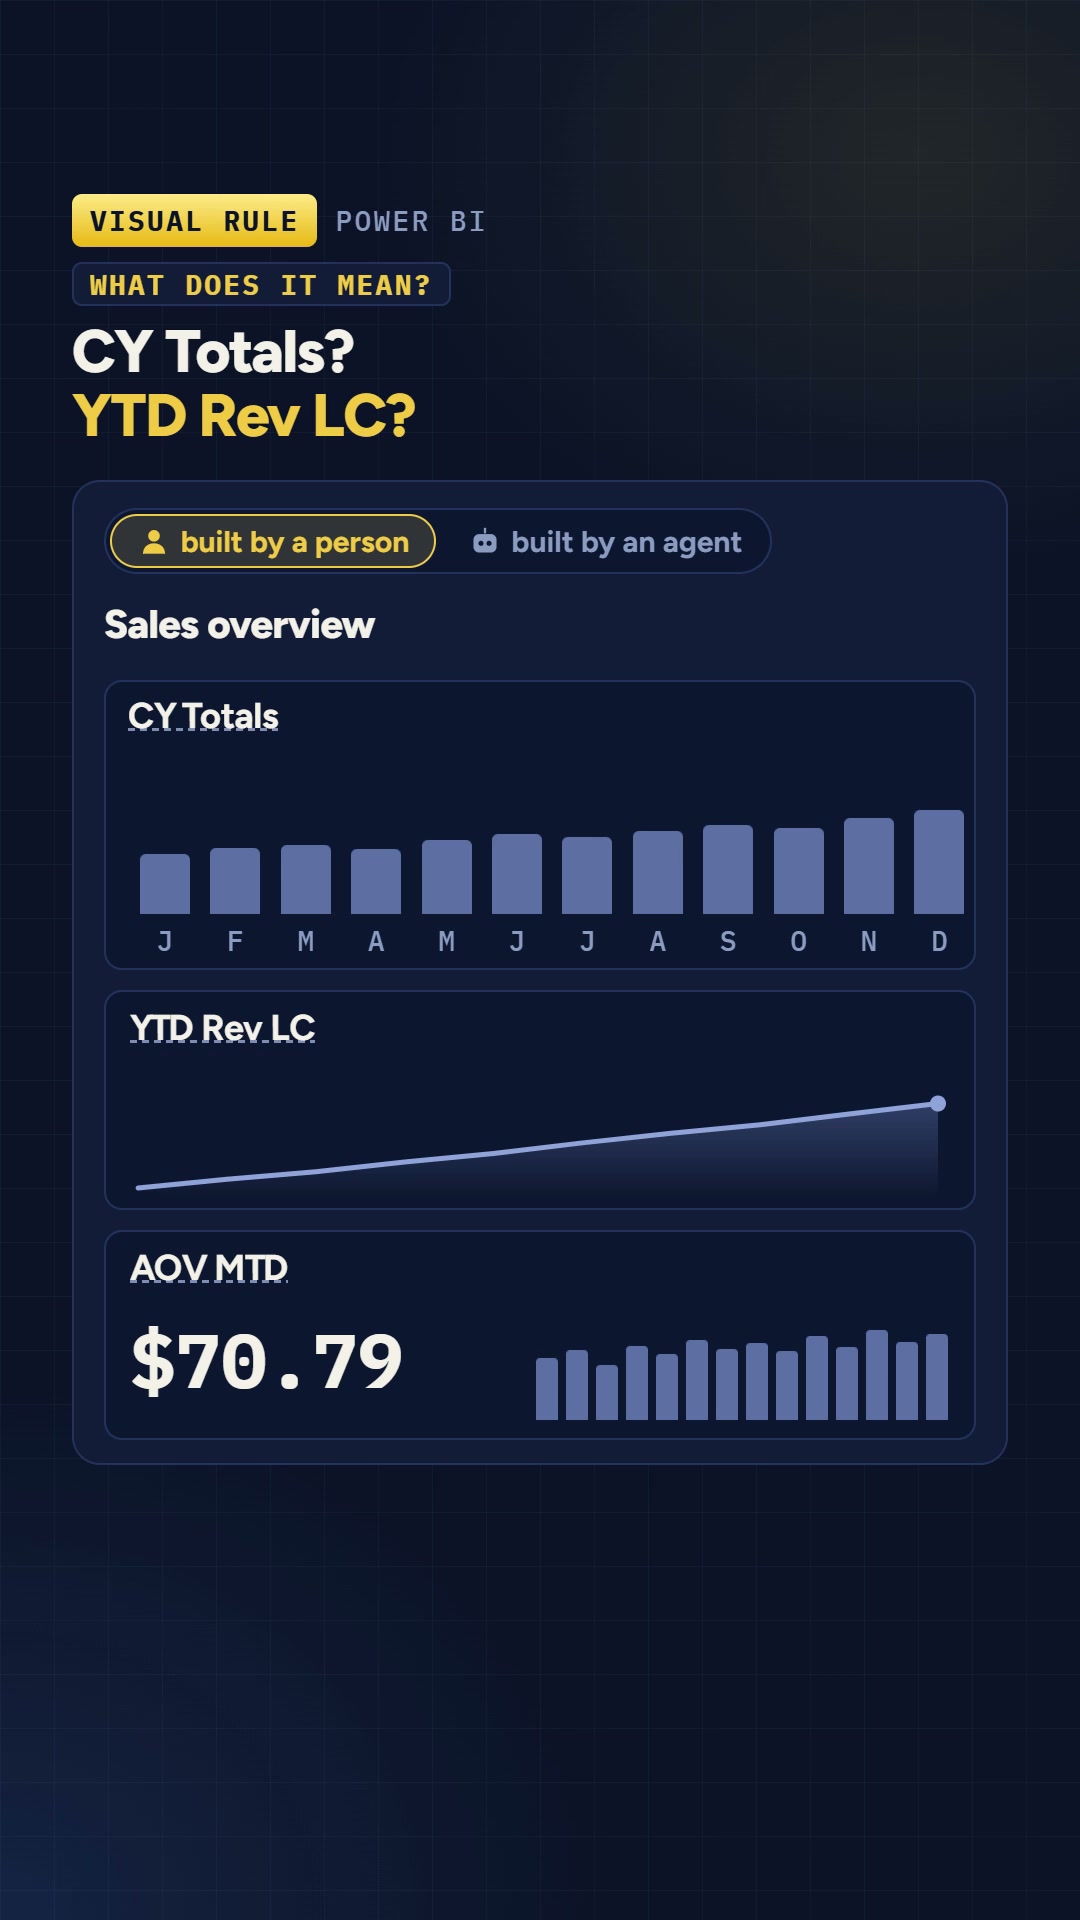 VISUAL RULE POWER BI
WHAT DOES IT MEAN?
CY Totals?
YTD Rev LC?
built by a person built by an agent
Sales overview
CY Totals
J F M A M J J A S O N D
YTD Rev LC
AOV MTD
$70.79